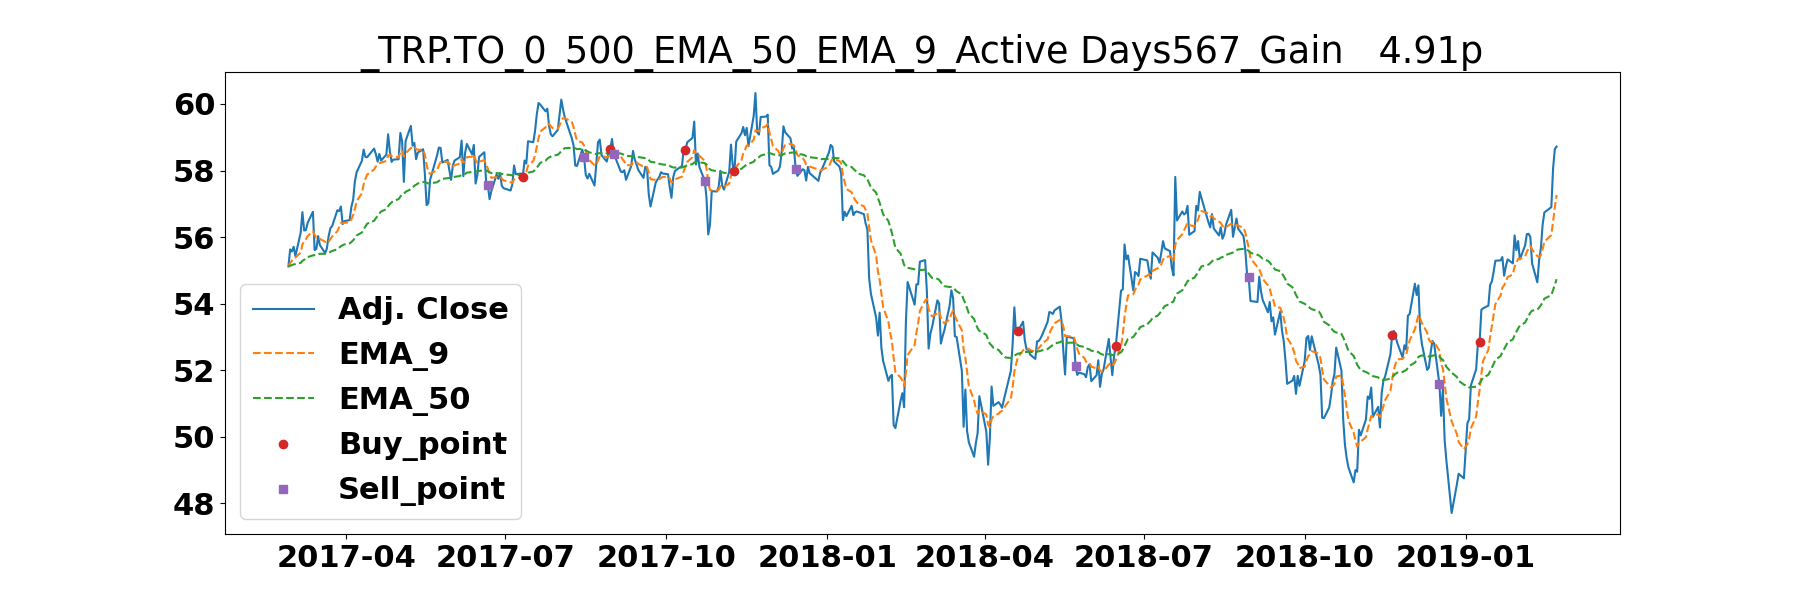 _TRP.TO_0_500_EMA_50_EMA_9_Active Days567_Gain   4.91p
60
58
56
54
52
50
48
Adj. Close
EMA_9
EMA_50
Buy_point
Sell_point
2017-04 2017-07 2017-10 2018-01 2018-04 2018-07 2018-10 2019-01